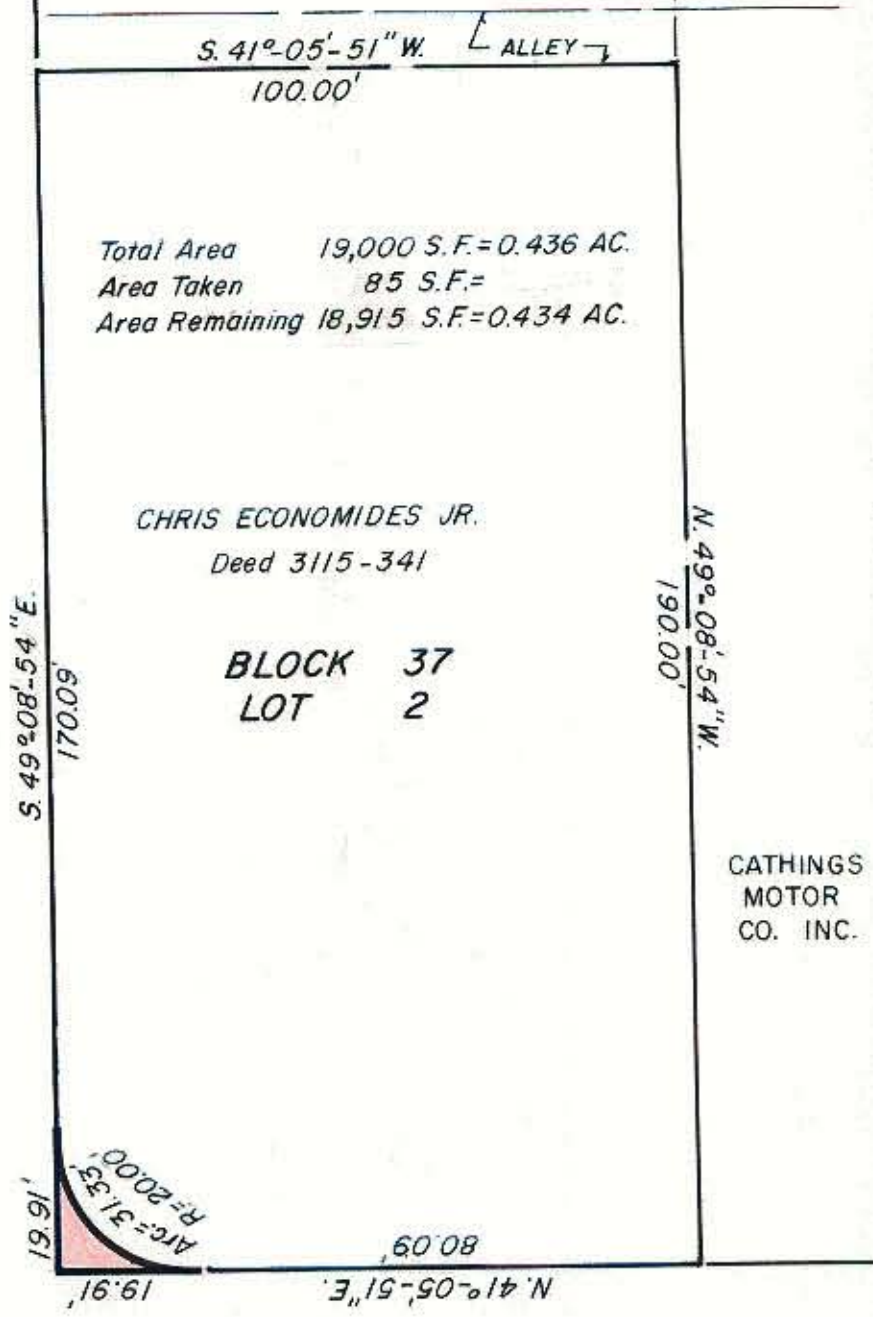 S. 41°-05'-51" W.
ALLEY
100.00'
Total Area 19,000 S.F.=0.436 AC.
Area Taken 85 S.F.=
Area Remaining 18,915 S.F.=0.434 AC.
CHRIS ECONOMIDES JR.
Deed 3115-341
BLOCK 37
LOT 2
S. 49°-08'-54" E.
170.09'
N. 49°-08'-54" W.
190.00'
CATHINGS
MOTOR
CO. INC.
19.91'
R=20.00'
Arc=31.33'
80.09'
19.91'
N. 41°-05'-51" E.